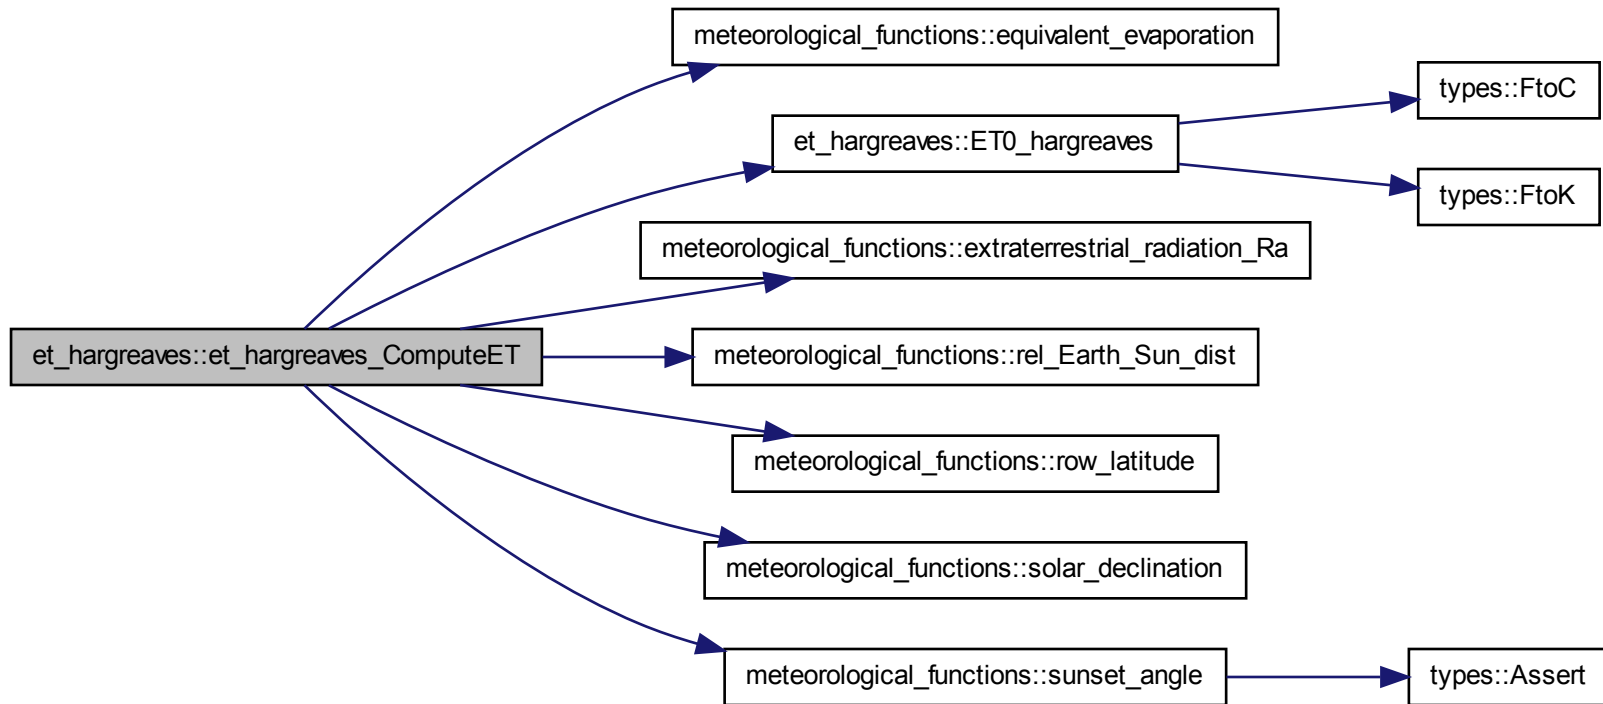 meteorological_functions::equivalent_evaporation
types::FtoC
et_hargreaves::ET0_hargreaves
types::FtoK
meteorological_functions::extraterrestrial_radiation_Ra
et_hargreaves::et_hargreaves_ComputeET
meteorological_functions::rel_Earth_Sun_dist
meteorological_functions::row_latitude
meteorological_functions::solar_declination
meteorological_functions::sunset_angle
types::Assert